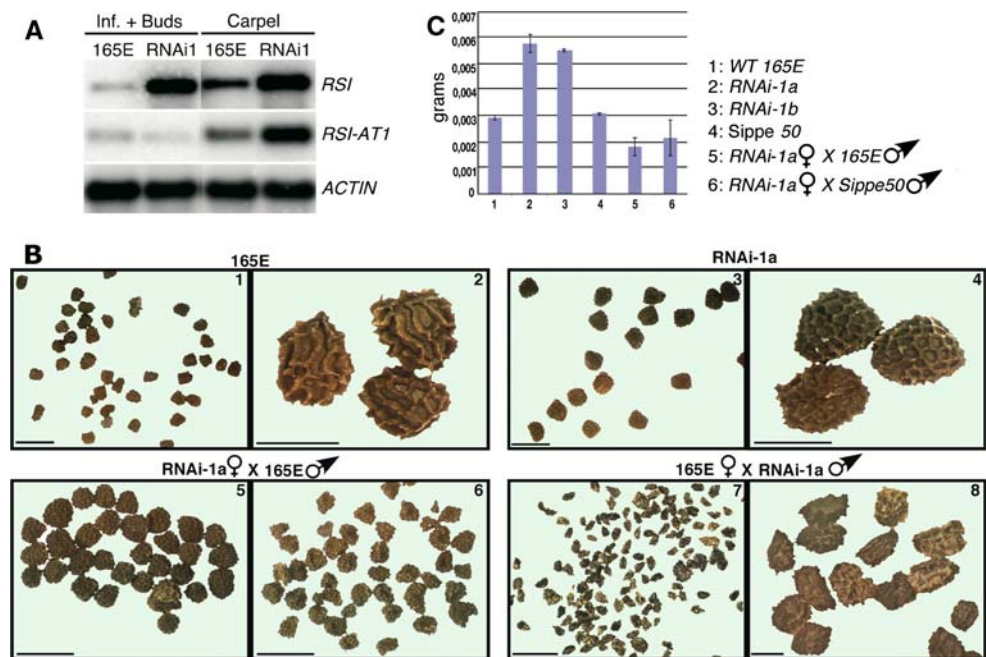 A
Inf. + Buds Carpel
165E RNAi1 165E RNAi1
RSI
RSI-AT1
ACTIN
C
0,007
0,006
0,005
0,004
0,003
0,002
0,001
0
grams
1 2 3 4 5 6
1: WT 165E
2: RNAi-1a
3: RNAi-1b
4: Sippe 50
5: RNAi-1a♀ X 165E♂
6: RNAi-1a♀ X Sippe50♂
B
165E
1
2
RNAi-1a
3
4
RNAi-1a♀ X 165E♂
5
6
165E ♀ X RNAi-1a ♂
7
8